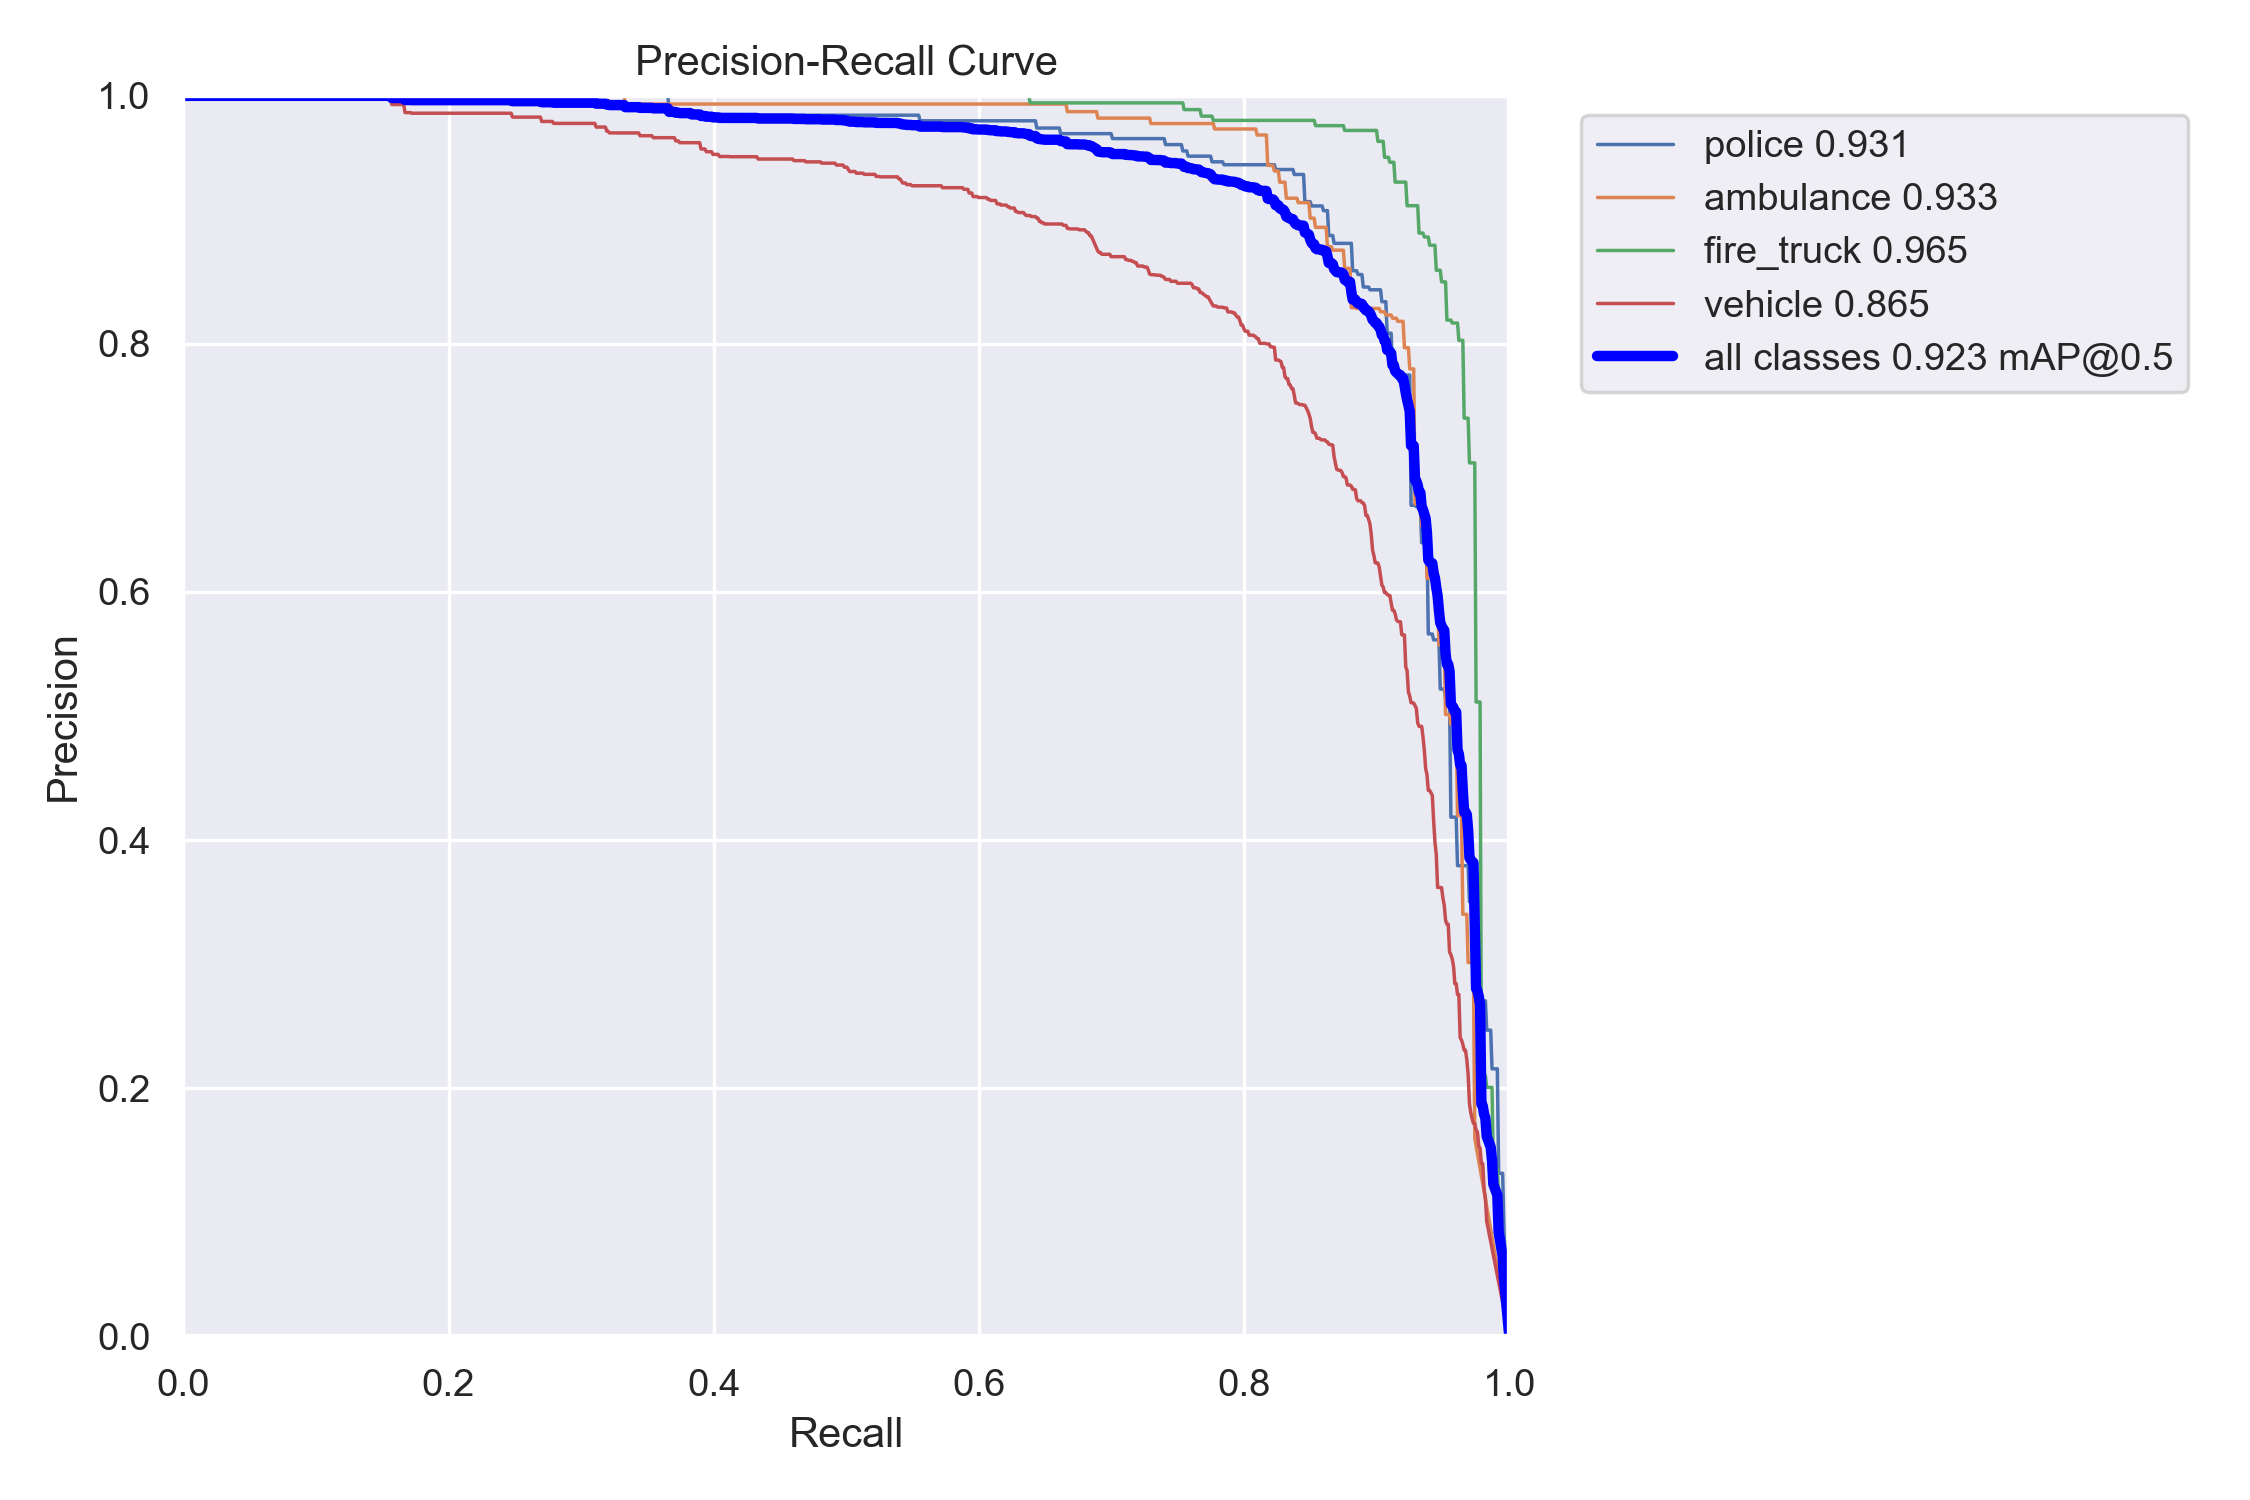 Precision-Recall Curve
1.0
0.8
0.6
0.4
0.2
0.0
Precision
0.0 0.2 0.4 0.6 0.8 1.0
Recall
police 0.931
ambulance 0.933
fire_truck 0.965
vehicle 0.865
all classes 0.923 mAP@0.5